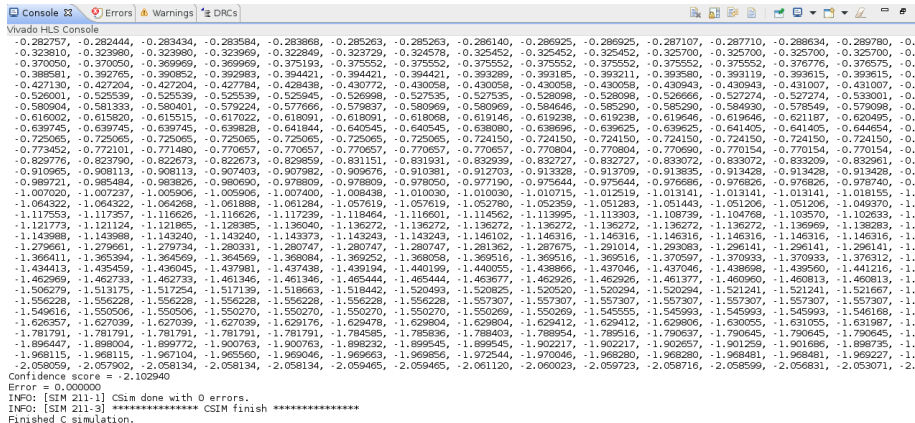 Console Errors Warnings DRCs
Vivado HLS Console
-0.282757, -0.282444, -0.283434, -0.283584, -0.283868, -0.285263, -0.285263, -0.286140, -0.286925, -0.286925, -0.287107, -0.287710, -0.288634, -0.289780, -0.
-0.323810, -0.323980, -0.323980, -0.323969, -0.322849, -0.323729, -0.324578, -0.325452, -0.325452, -0.325452, -0.325700, -0.325700, -0.325700, -0.325700, -0.
-0.370050, -0.370050, -0.369969, -0.369969, -0.375193, -0.375552, -0.375552, -0.375552, -0.375552, -0.375552, -0.375552, -0.375552, -0.376776, -0.376575, -0.
-0.388581, -0.392765, -0.390852, -0.392983, -0.394421, -0.394421, -0.394421, -0.393289, -0.393185, -0.393211, -0.393580, -0.393119, -0.393615, -0.393615, -0.
-0.427130, -0.427204, -0.427204, -0.427784, -0.428438, -0.430772, -0.430058, -0.430058, -0.430058, -0.430058, -0.430943, -0.430943, -0.431007, -0.431007, -0.
-0.526001, -0.525539, -0.525539, -0.525539, -0.525945, -0.526998, -0.527535, -0.527535, -0.528098, -0.528098, -0.526666, -0.527274, -0.527274, -0.533001, -0.
-0.580904, -0.581333, -0.580401, -0.579224, -0.577666, -0.579837, -0.580969, -0.580969, -0.584646, -0.585290, -0.585290, -0.584930, -0.578549, -0.579098, -0.
-0.616002, -0.615820, -0.615515, -0.617022, -0.618091, -0.618091, -0.618068, -0.619146, -0.619238, -0.619238, -0.619646, -0.619646, -0.621187, -0.620495, -0.
-0.639745, -0.639745, -0.639745, -0.639828, -0.641844, -0.640545, -0.640545, -0.638080, -0.638696, -0.639625, -0.639625, -0.641405, -0.641405, -0.644654, -0.
-0.725065, -0.725065, -0.725065, -0.725065, -0.725065, -0.725065, -0.725065, -0.724150, -0.724150, -0.724150, -0.724150, -0.724150, -0.724150, -0.724150, -0.
-0.773452, -0.772101, -0.771480, -0.770657, -0.770657, -0.770657, -0.770657, -0.770657, -0.770804, -0.770804, -0.770690, -0.770154, -0.770154, -0.770154, -0.
-0.829776, -0.823790, -0.822673, -0.822673, -0.829859, -0.831151, -0.831931, -0.832939, -0.832727, -0.832727, -0.833072, -0.833072, -0.833209, -0.832961, -0.
-0.910965, -0.908113, -0.908113, -0.907403, -0.907982, -0.909676, -0.910381, -0.912703, -0.913328, -0.913709, -0.913835, -0.913428, -0.913428, -0.913428, -0.
-0.989721, -0.985484, -0.983826, -0.980690, -0.978809, -0.978809, -0.978050, -0.977190, -0.975644, -0.975644, -0.976686, -0.976826, -0.976826, -0.978740, -0.
-1.007020, -1.007237, -1.005906, -1.005906, -1.007400, -1.008438, -1.010030, -1.010030, -1.010715, -1.012519, -1.013141, -1.013141, -1.013141, -1.018155, -1.
-1.064322, -1.064322, -1.064268, -1.061888, -1.061284, -1.057619, -1.057619, -1.052780, -1.052359, -1.051283, -1.051443, -1.051206, -1.051206, -1.049370, -1.
-1.117553, -1.117357, -1.116626, -1.116626, -1.117239, -1.118464, -1.116601, -1.114562, -1.113995, -1.113303, -1.108739, -1.104768, -1.103570, -1.102633, -1.
-1.121773, -1.121124, -1.121865, -1.128385, -1.136040, -1.136272, -1.136272, -1.136272, -1.136272, -1.136272, -1.136272, -1.136272, -1.136969, -1.138283, -1.
-1.143988, -1.143988, -1.143240, -1.143240, -1.143373, -1.143243, -1.143243, -1.146102, -1.146316, -1.146316, -1.146316, -1.146316, -1.146316, -1.146316, -1.
-1.279661, -1.279661, -1.279734, -1.280331, -1.280747, -1.280747, -1.280747, -1.281362, -1.287675, -1.291014, -1.293083, -1.296141, -1.296141, -1.296141, -1.
-1.366411, -1.365394, -1.364569, -1.364569, -1.368084, -1.369252, -1.368084, -1.369516, -1.369516, -1.369516, -1.370597, -1.370933, -1.370933, -1.376312, -1.
-1.434413, -1.435459, -1.436045, -1.437981, -1.437438, -1.439194, -1.440199, -1.440055, -1.438866, -1.437046, -1.437046, -1.438698, -1.439560, -1.441216, -1.
-1.462969, -1.462733, -1.462733, -1.461346, -1.461346, -1.465444, -1.465444, -1.463677, -1.462926, -1.462926, -1.461377, -1.460960, -1.460813, -1.460813, -1.
-1.506279, -1.513175, -1.517254, -1.517139, -1.518663, -1.518442, -1.520493, -1.520825, -1.520520, -1.520294, -1.520294, -1.521241, -1.521241, -1.521667, -1.
-1.556228, -1.556228, -1.556228, -1.556228, -1.556228, -1.556228, -1.556228, -1.557307, -1.557307, -1.557307, -1.557307, -1.557307, -1.557307, -1.557307, -1.
-1.549616, -1.550506, -1.550506, -1.550270, -1.550270, -1.550270, -1.550270, -1.550269, -1.550269, -1.545555, -1.545993, -1.545993, -1.545993, -1.546168, -1.
-1.626357, -1.627039, -1.627039, -1.627039, -1.629176, -1.629478, -1.629804, -1.629804, -1.629412, -1.629412, -1.629806, -1.630055, -1.631055, -1.631987, -1.
-1.781791, -1.781791, -1.781791, -1.781791, -1.781791, -1.784585, -1.785836, -1.788403, -1.788954, -1.789516, -1.790637, -1.790645, -1.790645, -1.790645, -1.
-1.896447, -1.898004, -1.899772, -1.900763, -1.900763, -1.898232, -1.899545, -1.899545, -1.902217, -1.902217, -1.902657, -1.901259, -1.901686, -1.898735, -1.
-1.968115, -1.968115, -1.967104, -1.965560, -1.969046, -1.969663, -1.969856, -1.972544, -1.970046, -1.968280, -1.968280, -1.968481, -1.968481, -1.969227, -1.
-2.058059, -2.057902, -2.058134, -2.058134, -2.058134, -2.059465, -2.059465, -2.061120, -2.060023, -2.059723, -2.058716, -2.058599, -2.056831, -2.053071, -2.
Confidence score = -2.102940
Error = 0.000000
INFO: [SIM 211-1] CSim done with 0 errors.
INFO: [SIM 211-3] *************** CSIM finish ***************
Finished C simulation.